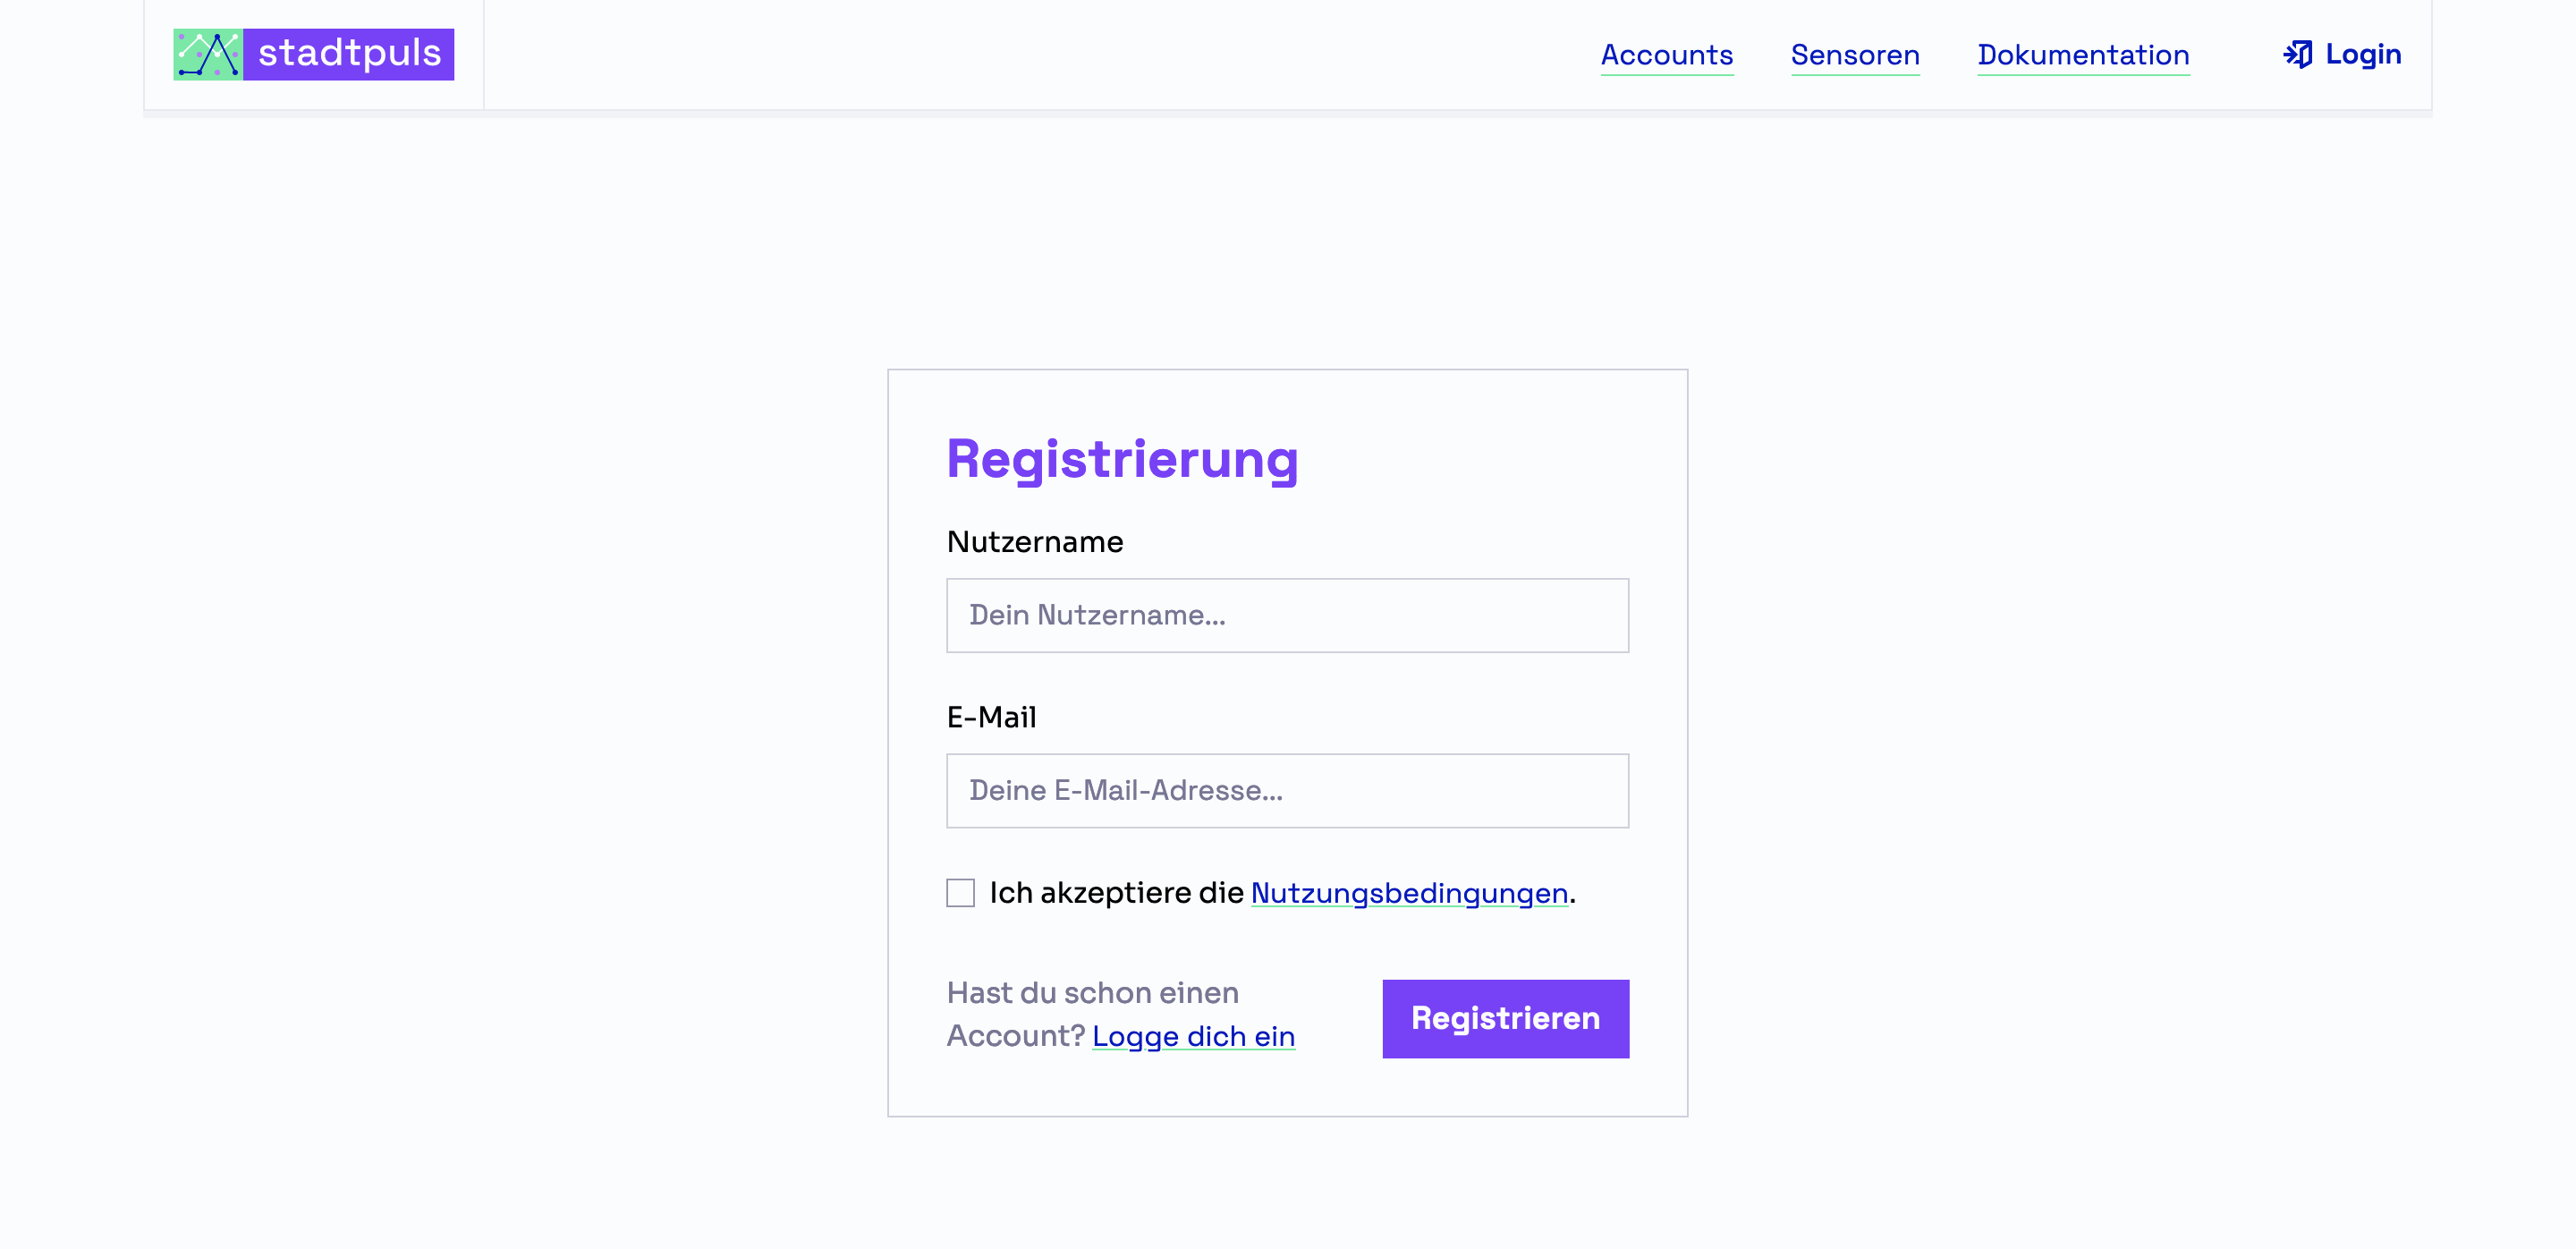 stadtpuls
Accounts Sensoren Dokumentation Login
Registrierung
Nutzername
Dein Nutzername...
E-Mail
Deine E-Mail-Adresse...
Ich akzeptiere die Nutzungsbedingungen.
Hast du schon einen
Account? Logge dich ein
Registrieren